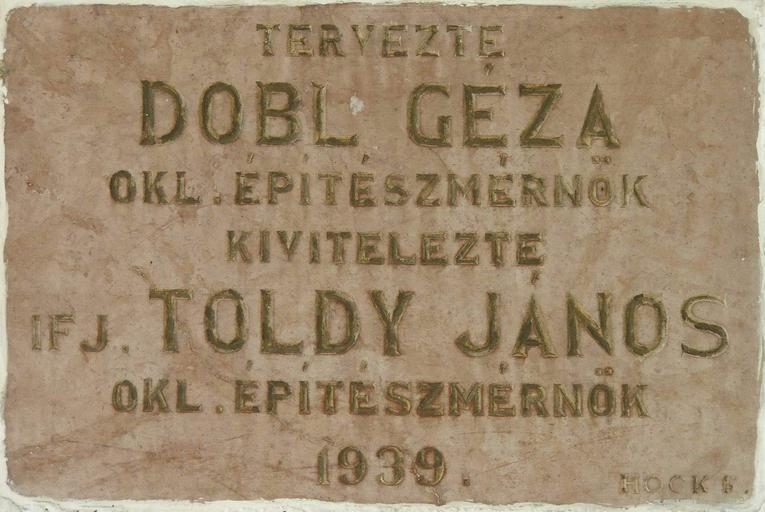 TERVEZTE
DOBL GÉZA
OKL. ÉPÍTÉSZMÉRNÖK
KIVITELEZTE
IFJ. TOLDY JÁNOS
OKL. ÉPÍTÉSZMÉRNÖK
1939.
HOCK